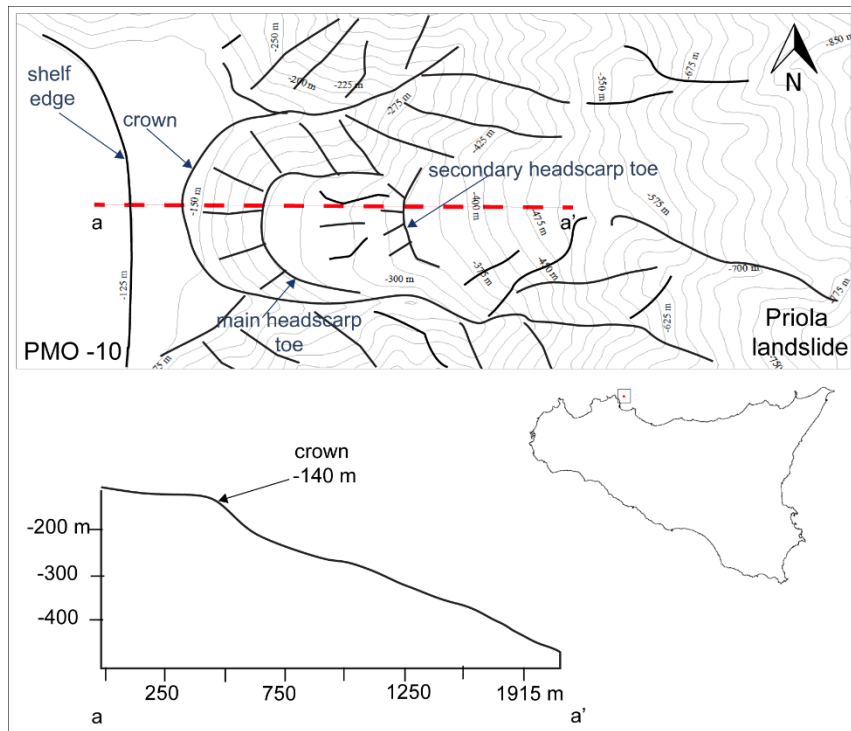 -250 m
-200 m
-225 m
-275 m
-425 m
-550 m
-675 m
-850 m
N
shelf
edge
crown
secondary headscarp toe
a
-150 m
-400 m
-475 m
a'
-575 m
-125 m
-300 m
-375 m
-450 m
-700 m
-625 m
main headscarp
toe
PMO -10
Priola
landslide
crown
-140 m
-200 m
-300 m
-400 m
250
750
1250
1915 m
a
a'